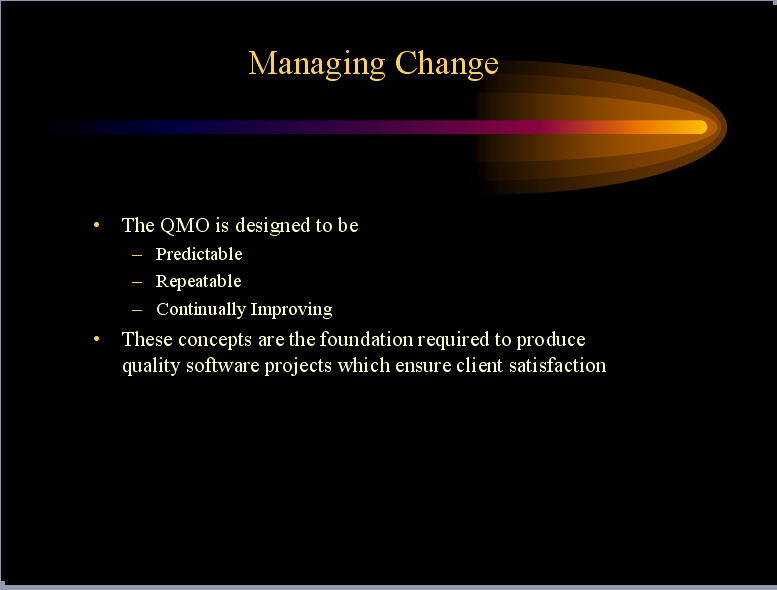 Managing Change
• The QMO is designed to be
– Predictable
– Repeatable
– Continually Improving
• These concepts are the foundation required to produce
quality software projects which ensure client satisfaction